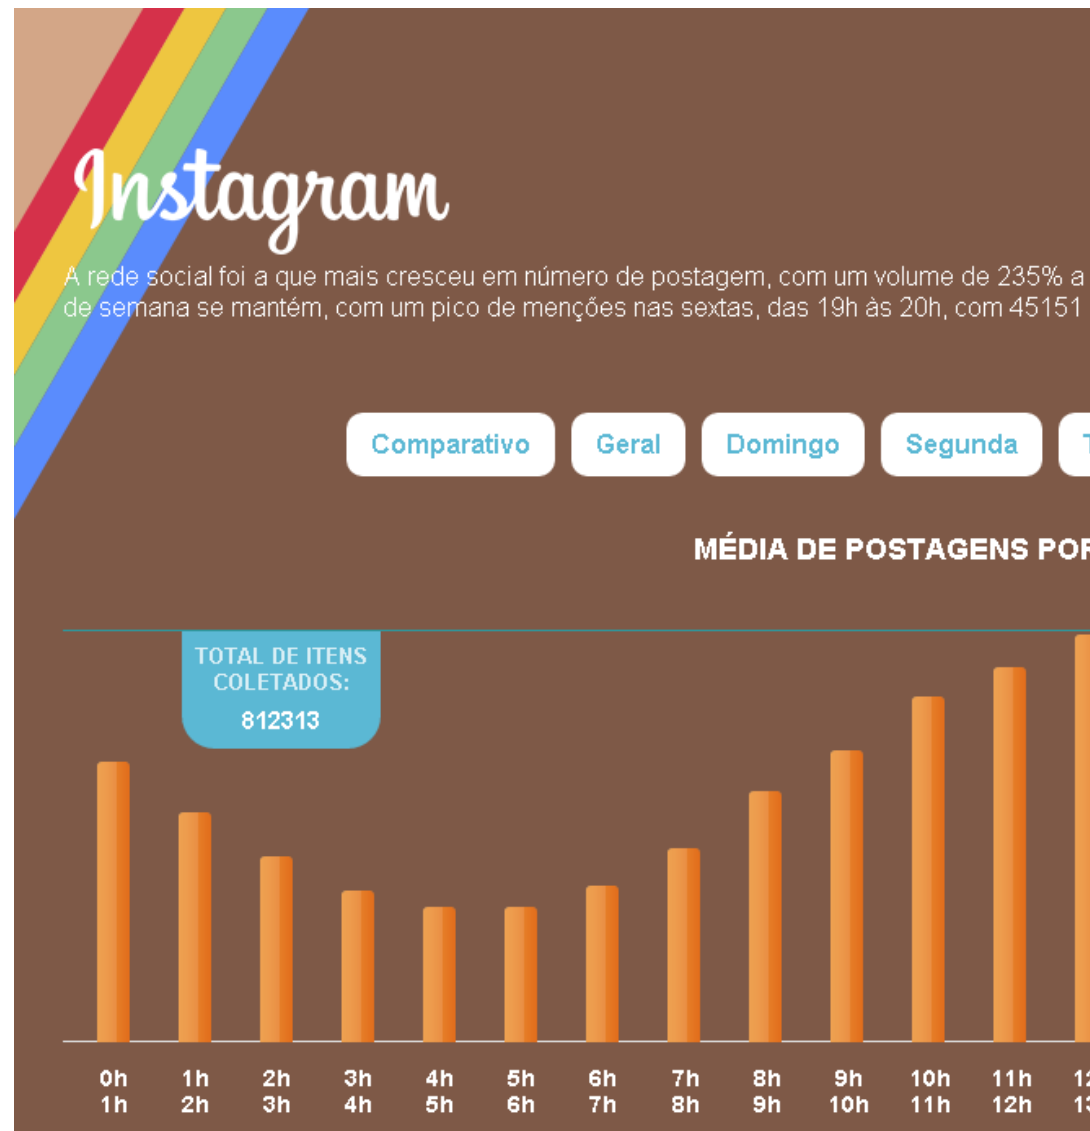 Instagram
A rede social foi a que mais cresceu em número de postagem, com um volume de 235% a
de semana se mantém, com um pico de menções nas sextas, das 19h às 20h, com 45151
Comparativo Geral Domingo Segunda
MÉDIA DE POSTAGENS POR
TOTAL DE ITENS
COLETADOS:
812313
0h 1h 2h 3h 4h 5h 6h 7h 8h 9h 10h 11h
1h 2h 3h 4h 5h 6h 7h 8h 9h 10h 11h 12h